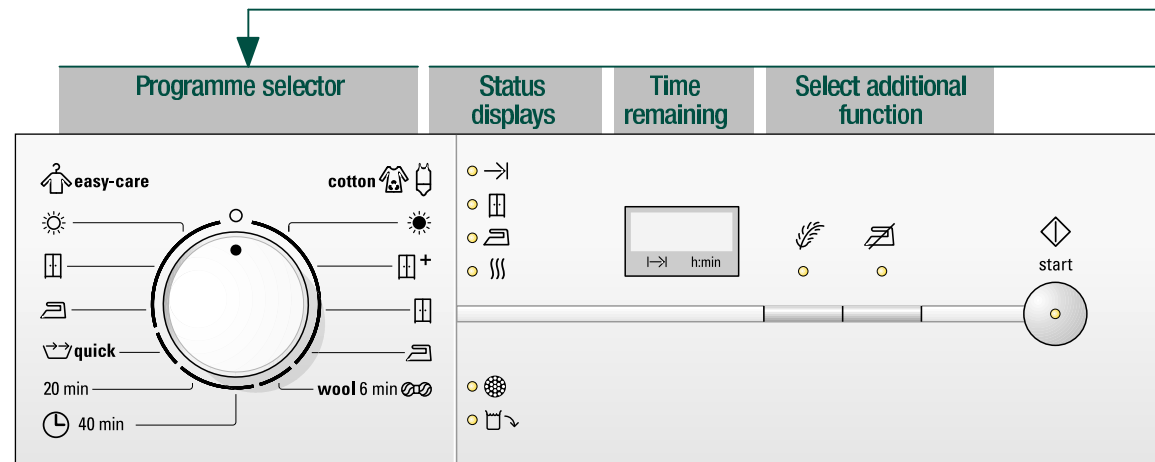 Programme selector
Status
displays
Time
remaining
Select additional
function
easy-care
cotton
+
h:min
start
quick
20 min
wool 6 min
40 min